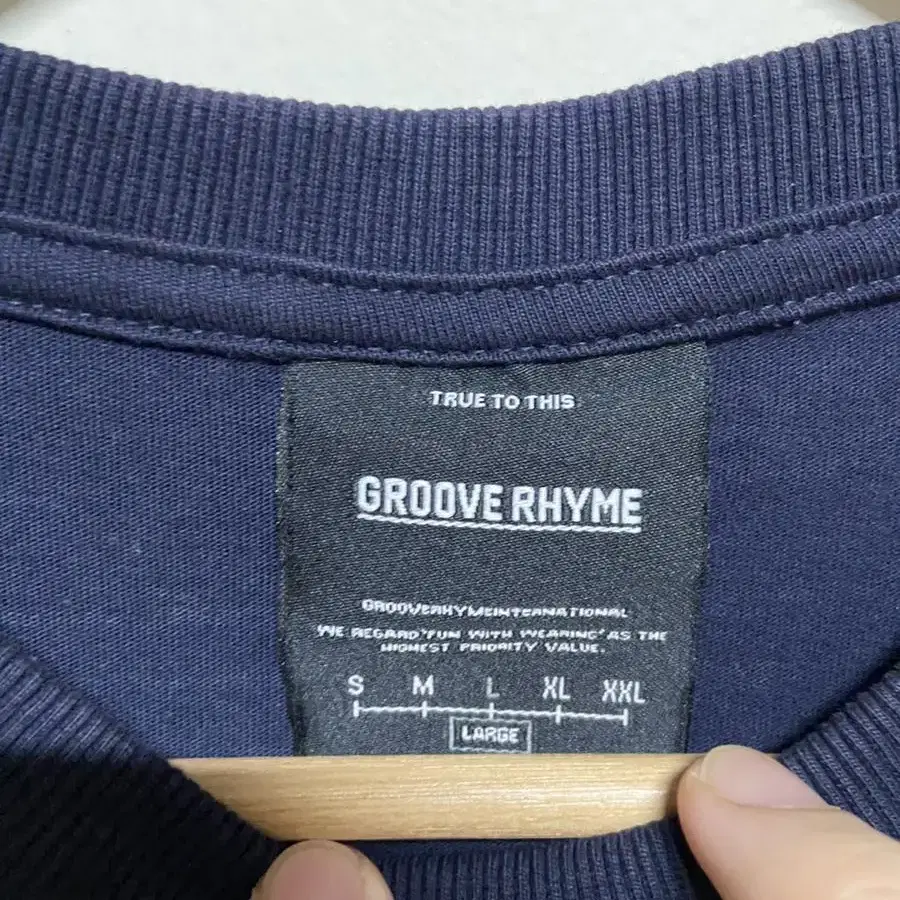 TRUE TO THIS
GROOVE RHYME
GROOVERHYMEINTERNATIONAL
WE REGARD "FUN WITH WEARING" AS THE
HIGHEST PRIORITY VALUE.
S M L XL XXL
LARGE